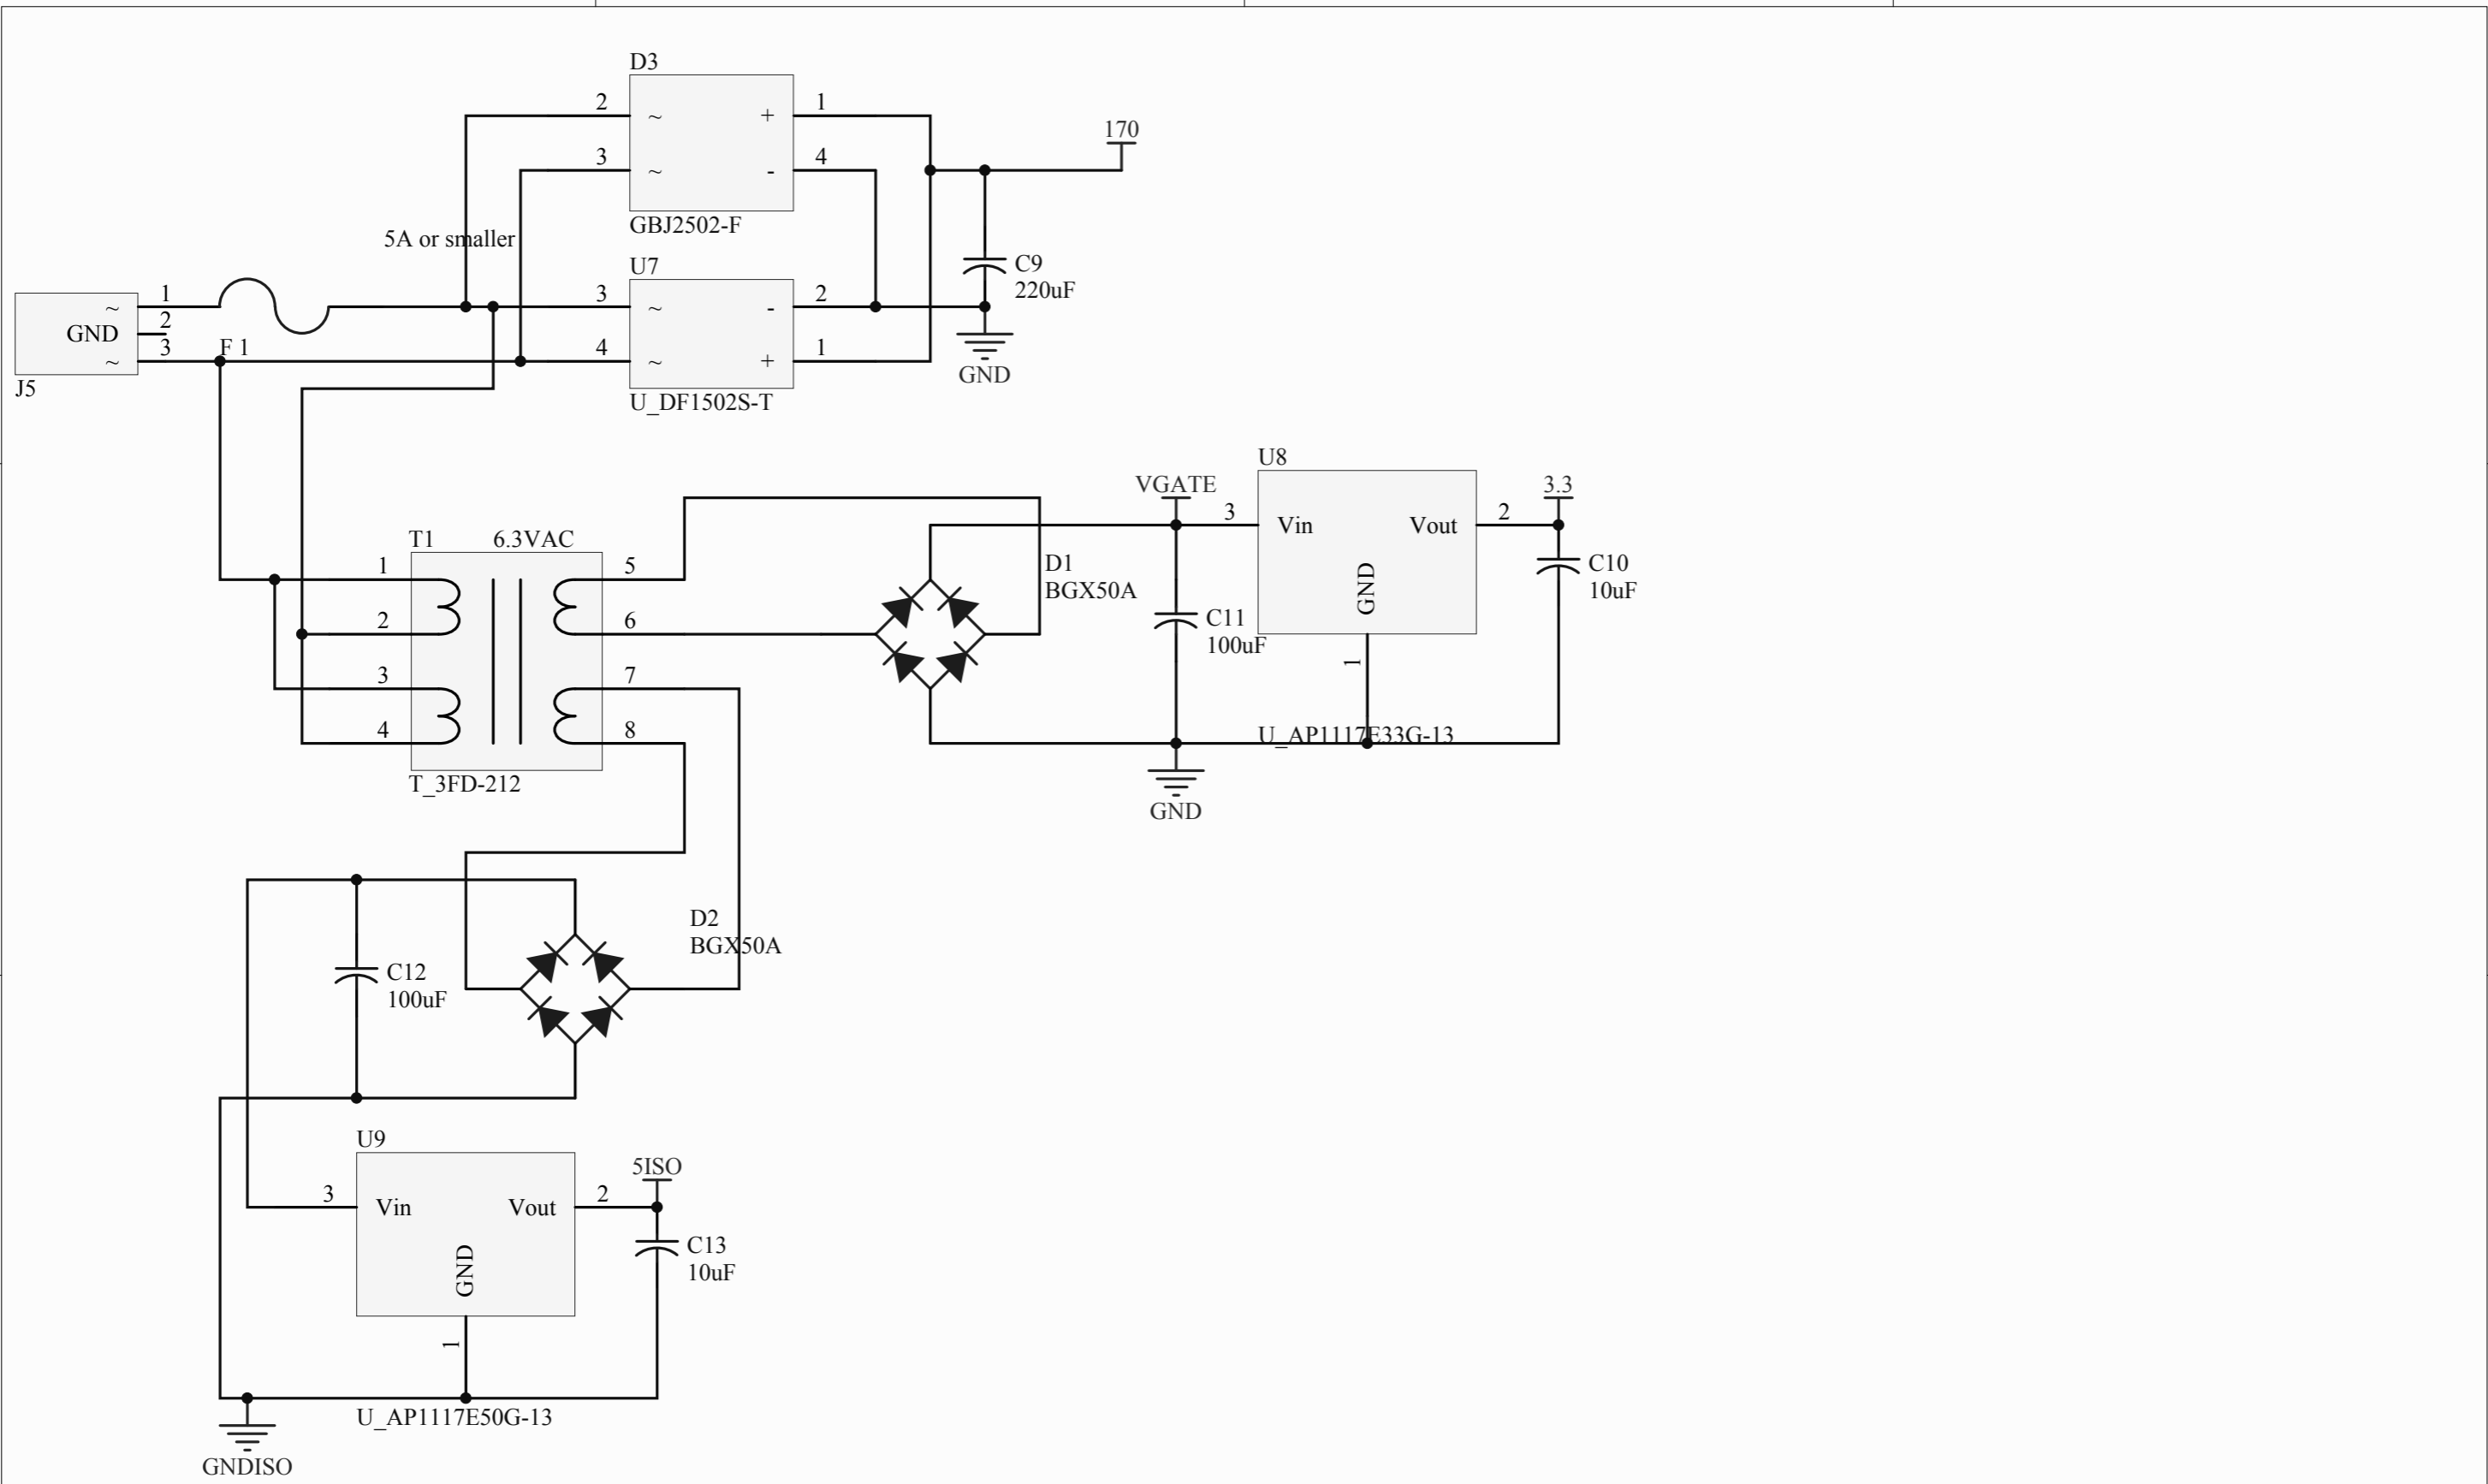 D3
2 ~ + 1
3 ~ - 4
GBJ2502-F
170
5A or smaller
C9
220uF
U7
3 ~ - 2
4 ~ + 1
U_DF1502S-T
GND
~ 1
GND 2
~ 3
F 1
J5
T1 6.3VAC
1 5
2 6
3 7
4 8
T_3FD-212
D1
BGX50A
VGATE
C11
100uF
U8
3 Vin Vout 2
GND
1
U_AP1117E33G-13
3.3
C10
10uF
GND
D2
BGX50A
C12
100uF
U9
3 Vin Vout 2
GND
1
U_AP1117E50G-13
5ISO
C13
10uF
GNDISO